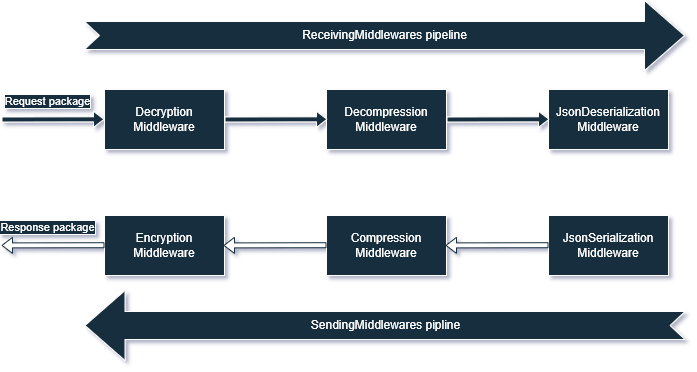 ReceivingMiddlewares pipeline
Request package
Decryption
Middleware
Decompression
Middleware
JsonDeserialization
Middleware
Response package
Encryption
Middleware
Compression
Middleware
JsonSerialization
Middleware
SendingMiddlewares pipline